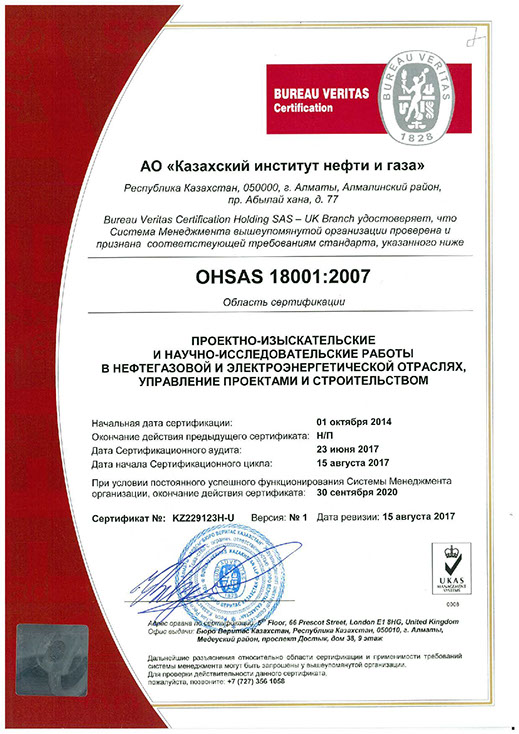 BUREAU VERITAS
Certification
BUREAU VERITAS
1828
АО «Казахский институт нефти и газа»
Республика Казахстан, 050000, г. Алматы, Алмалинский район,
пр. Абылай хана, д. 77
Bureau Veritas Certification Holding SAS – UK Branch удостоверяет, что
Система Менеджмента вышеупомянутой организации проверена и
признана соответствующей требованиям стандарта, указанного ниже
OHSAS 18001:2007
Область сертификации
ПРОЕКТНО-ИЗЫСКАТЕЛЬСКИЕ
И НАУЧНО-ИССЛЕДОВАТЕЛЬСКИЕ РАБОТЫ
В НЕФТЕГАЗОВОЙ И ЭЛЕКТРОЭНЕРГЕТИЧЕСКОЙ ОТРАСЛЯХ,
УПРАВЛЕНИЕ ПРОЕКТАМИ И СТРОИТЕЛЬСТВОМ
Начальная дата сертификации: 01 октября 2014
Окончание действия предыдущего сертификата: Н/П
Дата Сертификационного аудита: 23 июня 2017
Дата начала Сертификационного цикла: 15 августа 2017
При условии постоянного успешного функционирования Системы Менеджмента
организации, окончание действия сертификата: 30 сентября 2020
Сертификат №: KZ229123H-U Версия: № 1 Дата ревизии: 15 августа 2017
UKAS
MANAGEMENT
SYSTEMS
0008
Адрес органа по сертификации: 5th Floor, 66 Prescot Street, London E1 8HG, United Kingdom
Офис выдачи: Бюро Веритас Казахстан, Республика Казахстан, 050010, г. Алматы,
Медеуский район, проспект Достык, дом 38, 9 этаж
Дальнейшие разъяснения относительно области сертификации и применимости требований
системы менеджмента могут быть запрошены у вышеупомянутой организации.
Для проверки действительности данного сертификата,
пожалуйста, позвоните: +7 (727) 356 1058